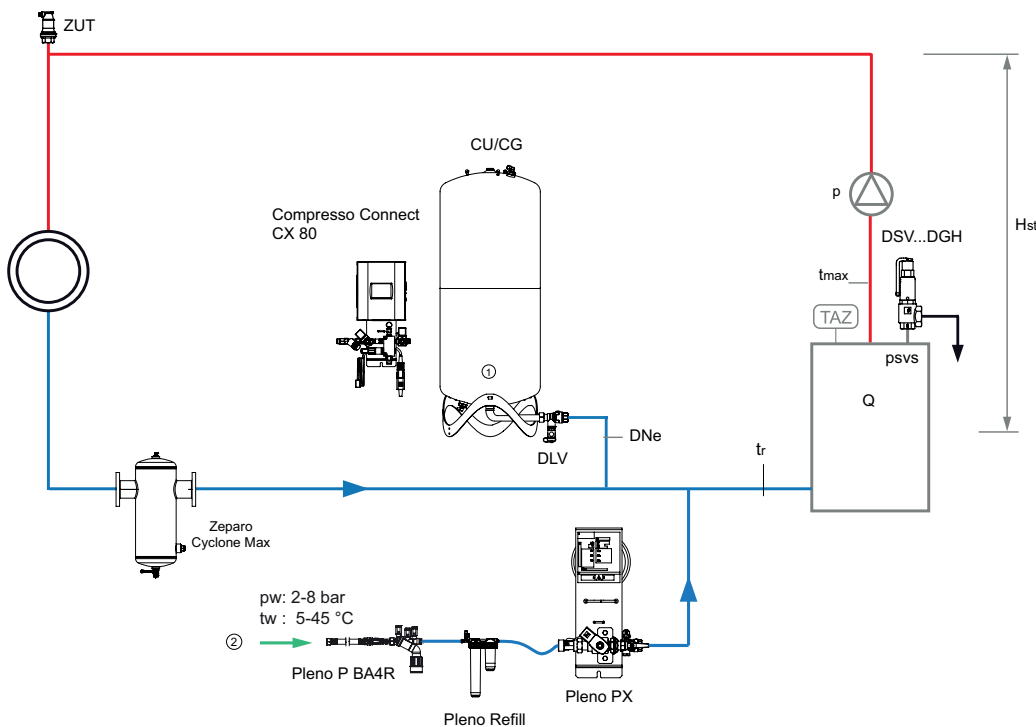 ZUT
CU/CG
Compresso Connect
CX 80
p
Hst
DSV...DGH
tmax
TAZ
psvs
Q
①
DNe
DLV
tr
Zeparo
Cyclone Max
pw: 2-8 bar
tw : 5-45 °C
②
Pleno P BA4R
Pleno Refill
Pleno PX